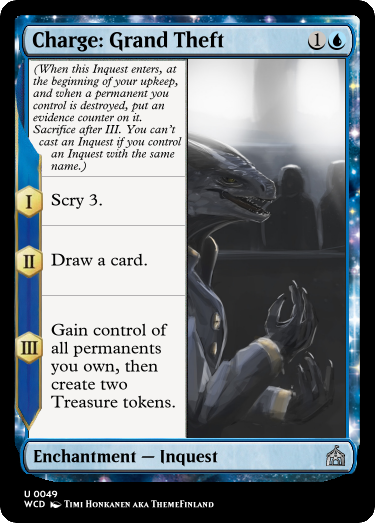 Charge: Grand Theft 1
(When this Inquest enters, at
the beginning of your upkeep,
and when a permanent you
control is destroyed, put an
evidence counter on it.
Sacrifice after III. You can't
cast an Inquest if you control
an Inquest with the same
name.)
I Scry 3.
II Draw a card.
III Gain control of
all permanents
you own, then
create two
Treasure tokens.
Enchantment — Inquest
U 0049
WCD Timi Honkanen aka ThemeFinland